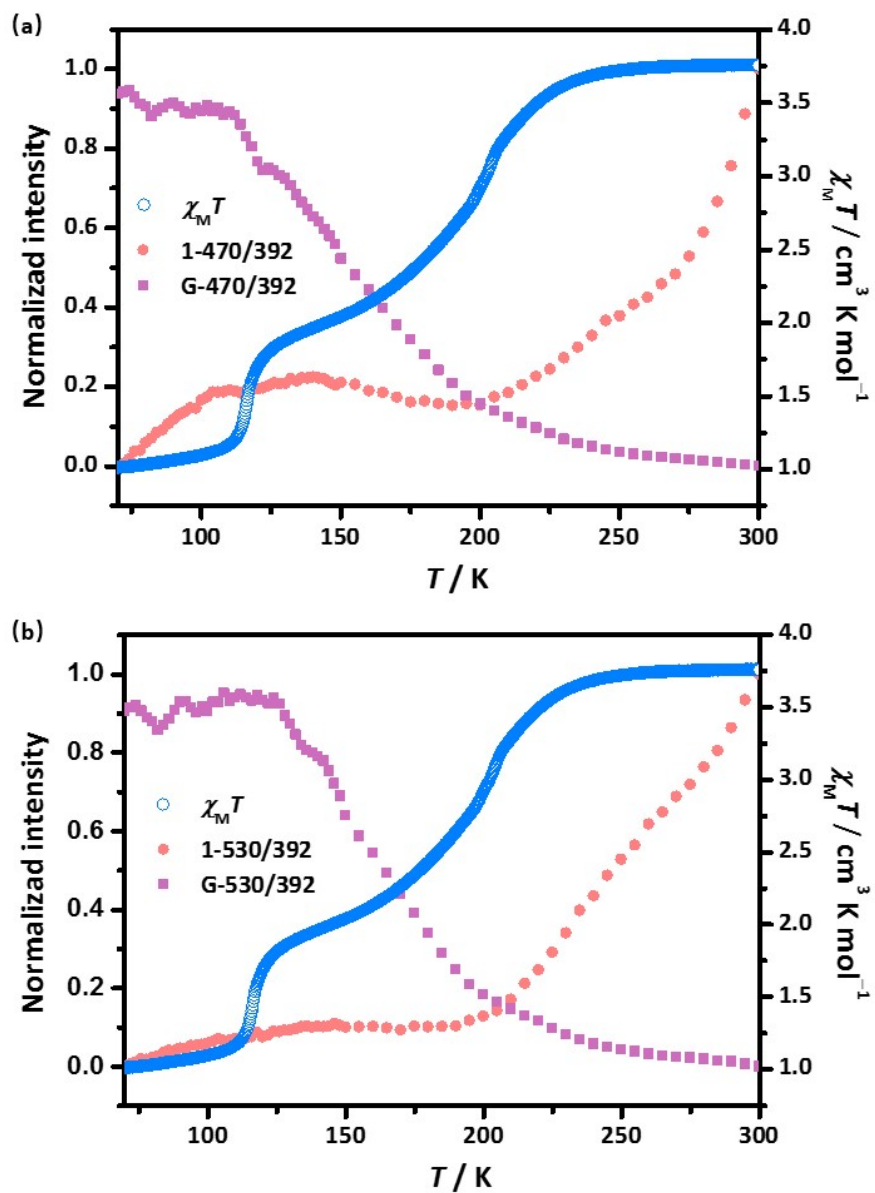 (a)
1.0
0.8
0.6
0.4
0.2
0.0
Normalizad intensity
χMT
1-470/392
G-470/392
4.0
3.5
3.0
2.5
2.0
1.5
1.0
χMT / cm³ K mol⁻¹
100 150 200 250 300
T / K
(b)
1.0
0.8
0.6
0.4
0.2
0.0
Normalizad intensity
χMT
1-530/392
G-530/392
4.0
3.5
3.0
2.5
2.0
1.5
1.0
χMT / cm³ K mol⁻¹
100 150 200 250 300
T / K